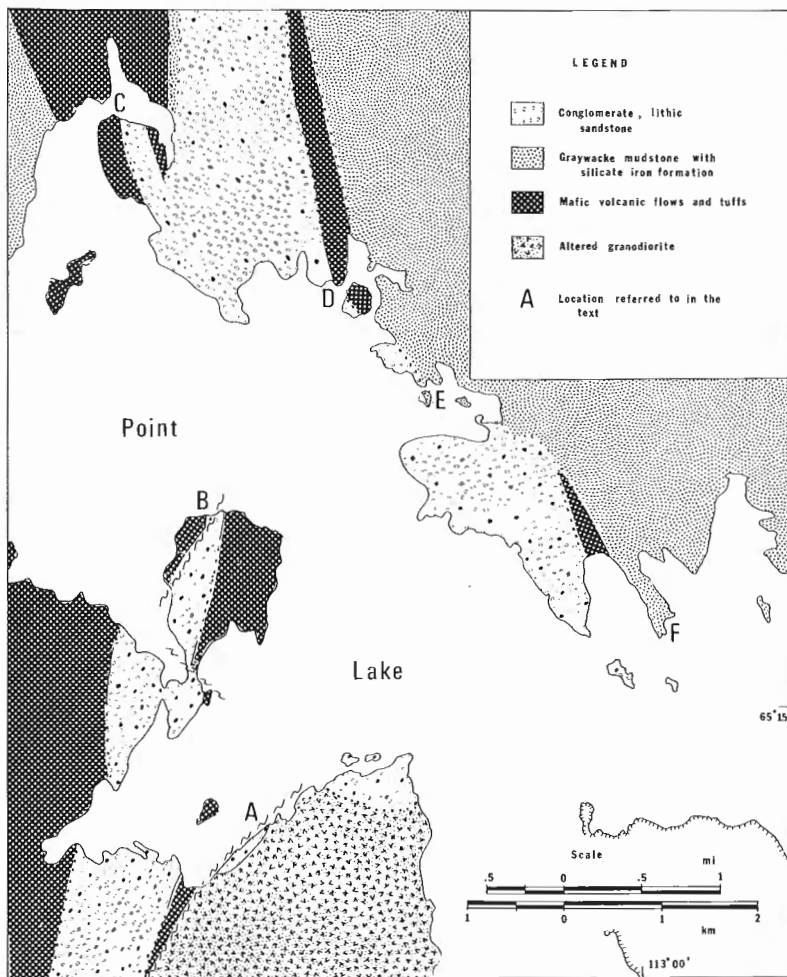 LEGEND
Conglomerate, lithic
sandstone
Graywacke mudstone with
silicate iron formation
Mafic volcanic flows and tuffs
Altered granodiorite
A Location referred to in the
text
C
D
E
Point
B
F
Lake
65°15
A
Scale
.5 0 .5 1 mi
1 0 1 2
km
113°00'